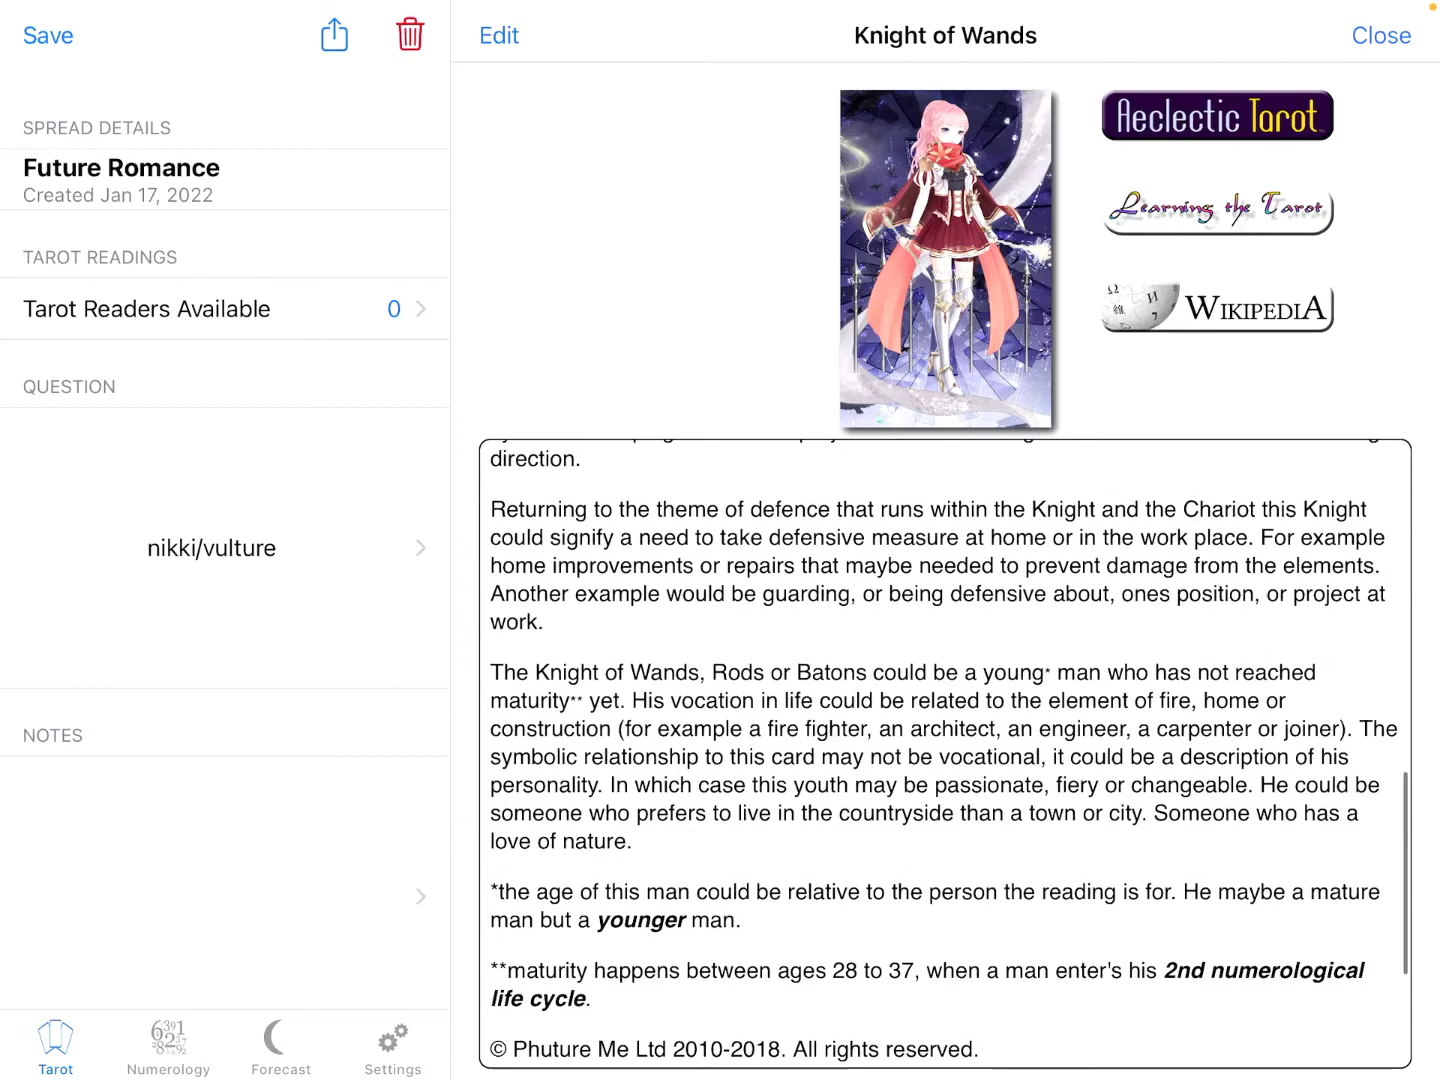 Save
Edit
Knight of Wands
Close
SPREAD DETAILS
Future Romance
Created Jan 17, 2022
TAROT READINGS
Tarot Readers Available
0
QUESTION
nikki/vulture
NOTES
Aeclectic Tarot
Learning the Tarot
WIKIPEDIA
direction.
Returning to the theme of defence that runs within the Knight and the Chariot this Knight
could signify a need to take defensive measure at home or in the work place. For example
home improvements or repairs that maybe needed to prevent damage from the elements.
Another example would be guarding, or being defensive about, ones position, or project at
work.
The Knight of Wands, Rods or Batons could be a young* man who has not reached
maturity** yet. His vocation in life could be related to the element of fire, home or
construction (for example a fire fighter, an architect, an engineer, a carpenter or joiner). The
symbolic relationship to this card may not be vocational, it could be a description of his
personality. In which case this youth may be passionate, fiery or changeable. He could be
someone who prefers to live in the countryside than a town or city. Someone who has a
love of nature.
*the age of this man could be relative to the person the reading is for. He maybe a mature
man but a younger man.
**maturity happens between ages 28 to 37, when a man enter's his 2nd numerological
life cycle.
© Phuture Me Ltd 2010-2018. All rights reserved.
Tarot
Numerology
Forecast
Settings